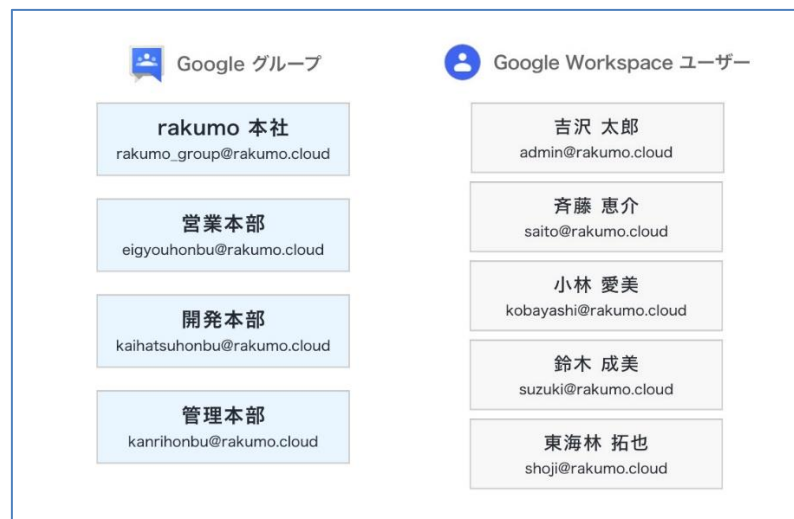 Google グループ
rakumo 本社
rakumo_group@rakumo.cloud
営業本部
eigyouhonbu@rakumo.cloud
開発本部
kaihatsuhonbu@rakumo.cloud
管理本部
kanrihonbu@rakumo.cloud
Google Workspace ユーザー
吉沢 太郎
admin@rakumo.cloud
斉藤 恵介
saito@rakumo.cloud
小林 愛美
kobayashi@rakumo.cloud
鈴木 成美
suzuki@rakumo.cloud
東海林 拓也
shoji@rakumo.cloud